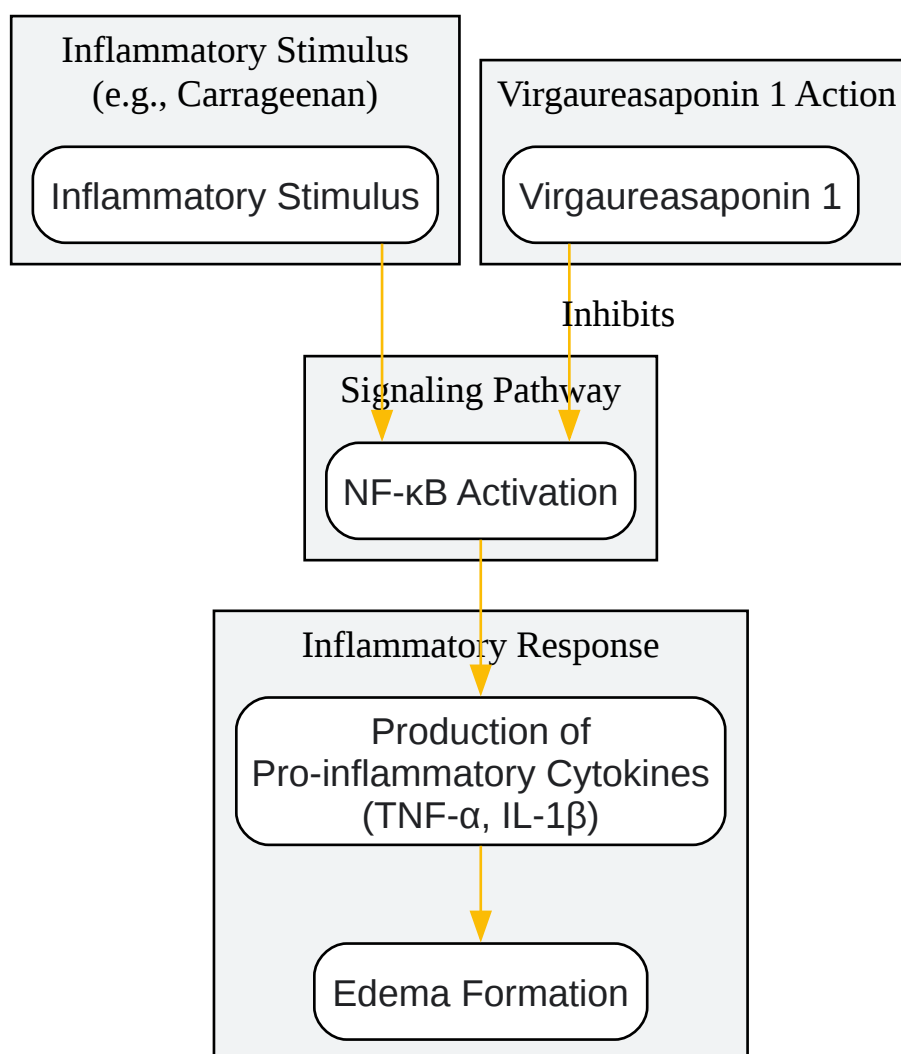 Inflammatory Stimulus
(e.g., Carrageenan)
Inflammatory Stimulus
Virgaureasaponin 1 Action
Virgaureasaponin 1
Inhibits
Signaling Pathway
NF-κB Activation
Inflammatory Response
Production of
Pro-inflammatory Cytokines
(TNF-α, IL-1β)
Edema Formation